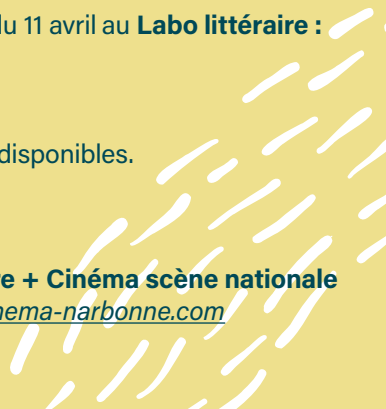 du 11 avril au Labo littéraire :
disponibles.
re + Cinéma scène nationale
nema-narbonne.com